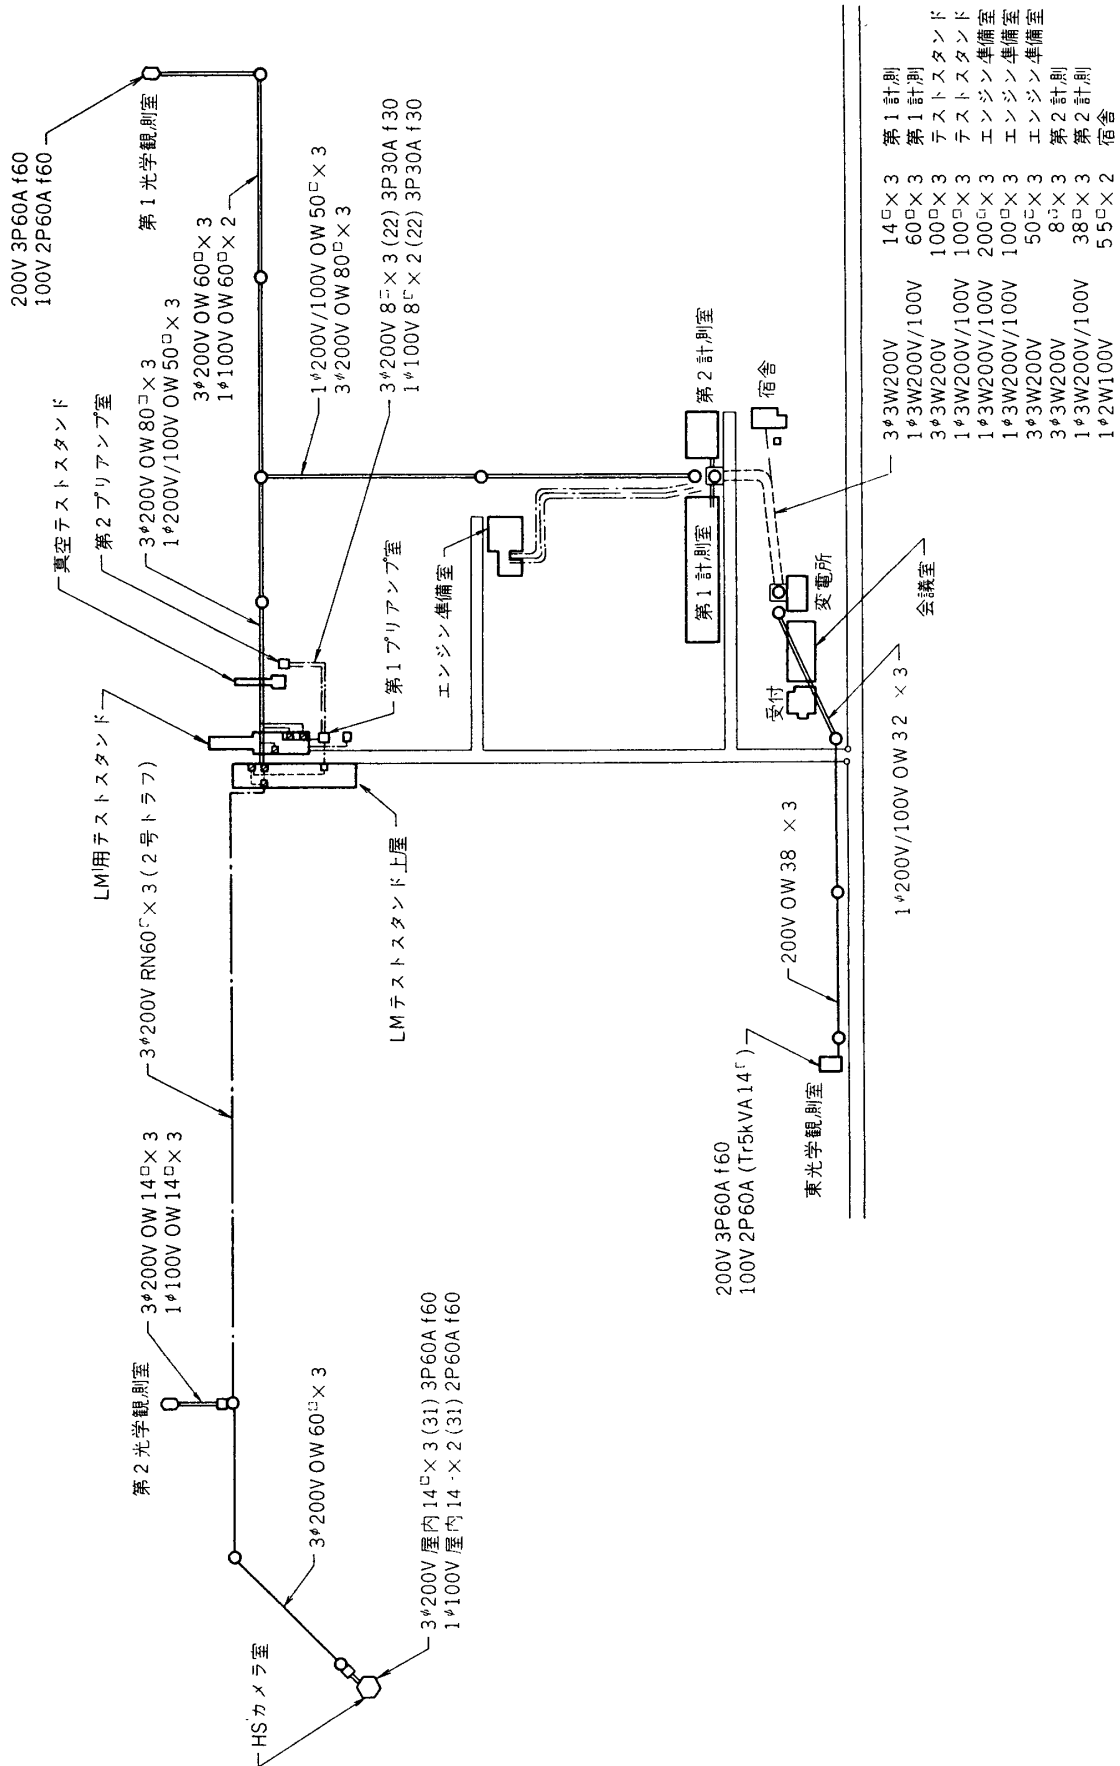 200V 3P60A f60
100V 2P60A f60
第1光学観測室
3φ200V OW 60□×3
1φ100V OW 60□×2
真空テストスタンド
第2プリアンプ室
3φ200V OW 80□×3
1φ200V/100V OW 50□×3
1φ200V/100V OW 50□×3
3φ200V OW 80□×3
3φ200V 8□×3 (22) 3P30A f30
1φ100V 8□×2 (22) 3P30A f30
LM用テストスタンド
第1プリアンプ室
エンジン準備室
3φ200V RN60□×3 (2号トラフ)
LMテストスタンド上屋
第2光学観測室
3φ200V OW 14□×3
1φ100V OW 14□×3
3φ200V OW 60□×3
HSカメラ室
3φ200V 屋内 14□×3 (31) 3P60A f60
1φ100V 屋内 14 ×2 (31) 2P60A f60
第2計測室
第1計測室
宿舎
変電所
会議室
受付
1φ200V/100V OW 32 ×3
200V OW 38 ×3
200V 3P60A f60
100V 2P60A (Tr5kVA 14□)
東光学観測室
3φ3W200V 14□×3 第1計測
1φ3W200V/100V 60□×3 第1計測
3φ3W200V 100□×3 テストスタンド
1φ3W200V/100V 100□×3 テストスタンド
1φ3W200V/100V 200□×3 エンジン準備室
1φ3W200V/100V 100□×3 エンジン準備室
3φ3W200V 50□×3 エンジン準備室
3φ3W200V 8□×3 第2計測
1φ3W200V/100V 38□×3 第2計測
1φ2W100V 55□×2 宿舎